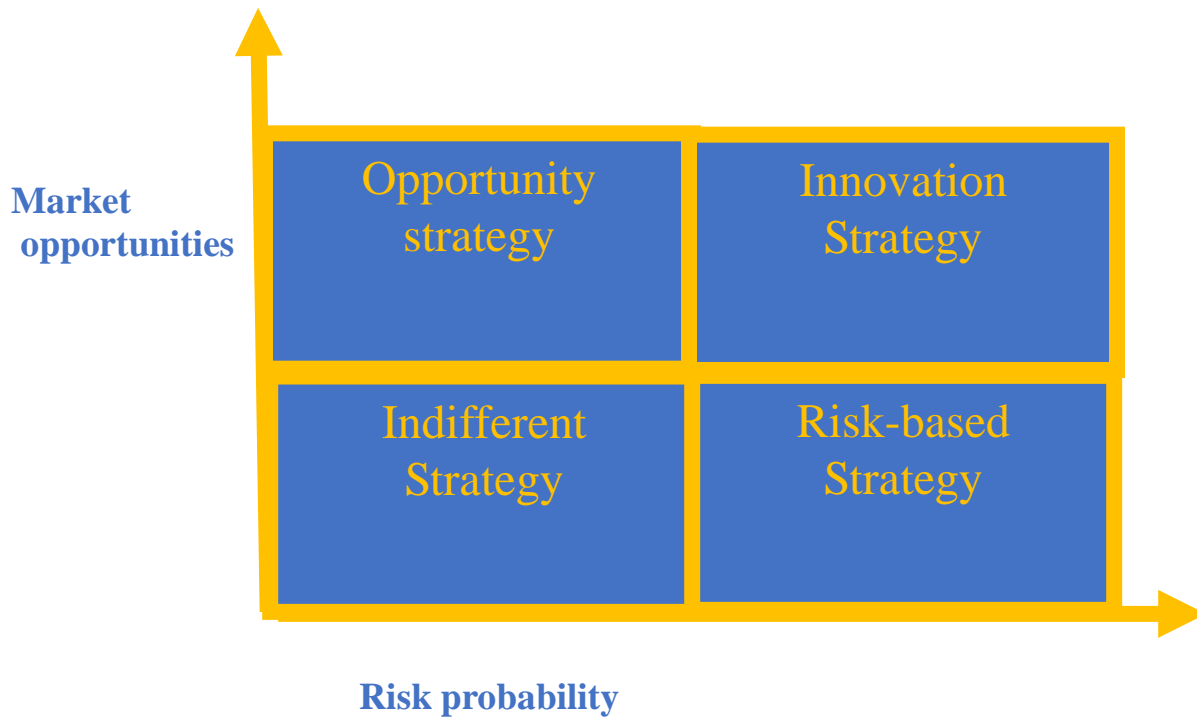 Opportunity
strategy
Innovation
Strategy
Market
opportunities
Indifferent
Strategy
Risk-based
Strategy
Risk probability